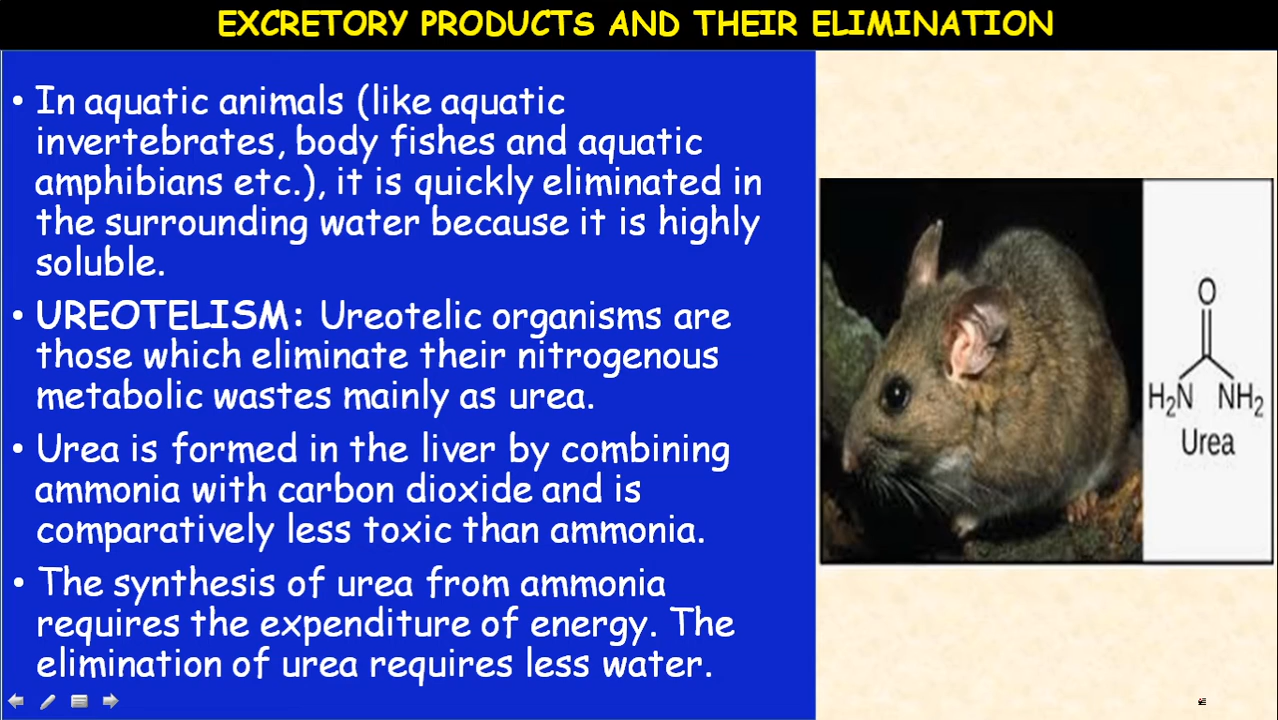 EXCRETORY PRODUCTS AND THEIR ELIMINATION
• In aquatic animals (like aquatic
invertebrates, body fishes and aquatic
amphibians etc.), it is quickly eliminated in
the surrounding water because it is highly
soluble.
• UREOTELISM: Ureotelic organisms are
those which eliminate their nitrogenous
metabolic wastes mainly as urea.
• Urea is formed in the liver by combining
ammonia with carbon dioxide and is
comparatively less toxic than ammonia.
• The synthesis of urea from ammonia
requires the expenditure of energy. The
elimination of urea requires less water.
O
H₂N NH₂
Urea